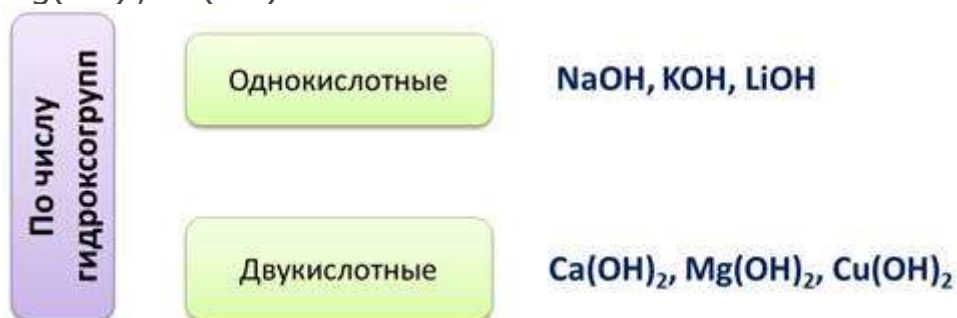 По числу
гидроксогрупп
Однокислотные
NaOH, KOH, LiOH
Двукислотные
Ca(OH)₂, Mg(OH)₂, Cu(OH)₂